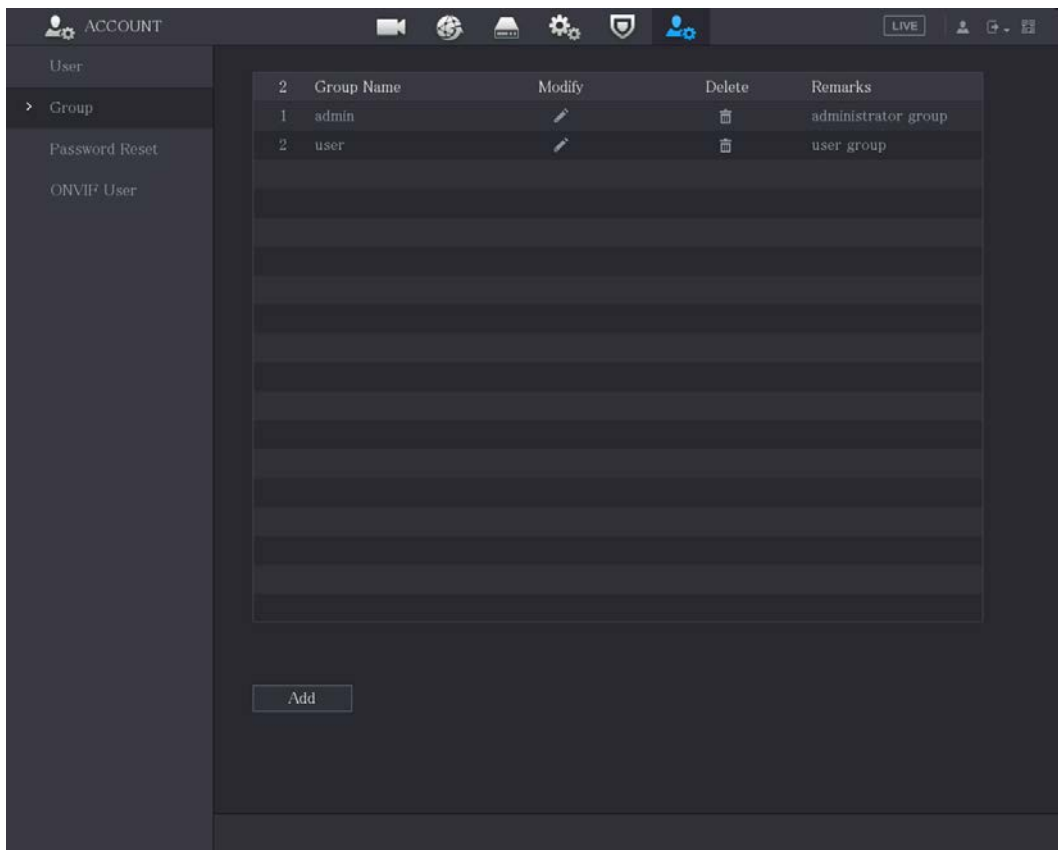 ACCOUNT
LIVE
User
Group
Password Reset
ONVIF User
2 Group Name Modify Delete Remarks
1 admin administrator group
2 user user group
Add